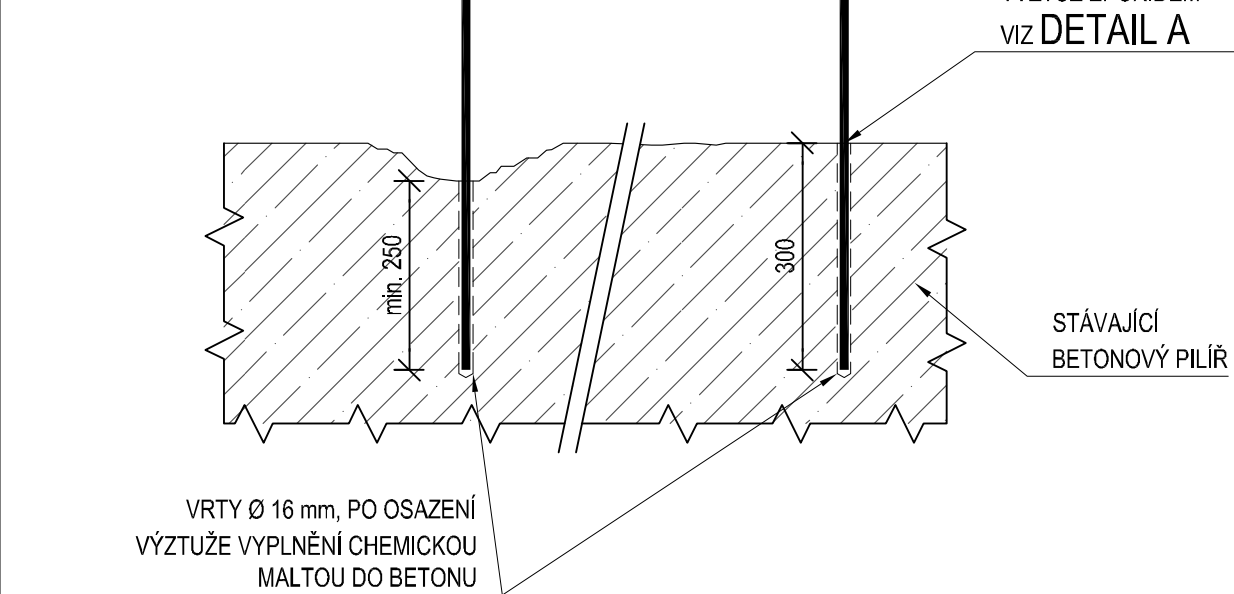 VIZ DETAIL A
min. 250
300
STÁVAJÍCÍ
BETONOVÝ PILÍŘ
VRTY Ø 16 mm, PO OSAZENÍ
VÝZTUŽE VYPLNĚNÍ CHEMICKOU
MALTOU DO BETONU